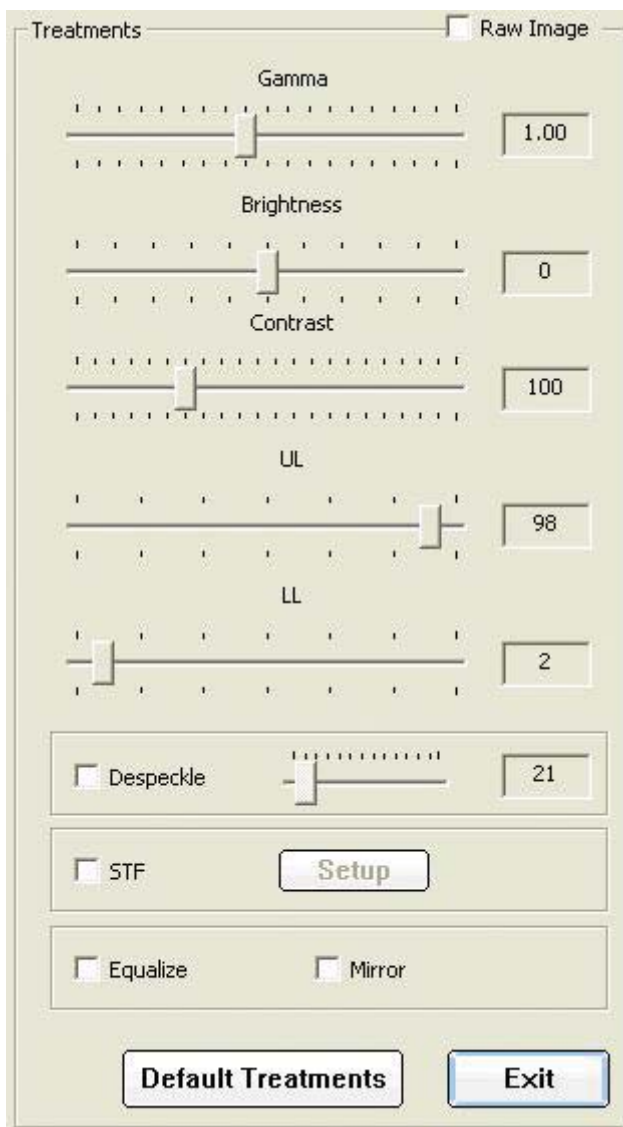 Treatments
Raw Image
Gamma
1.00
Brightness
0
Contrast
100
UL
98
LL
2
Despeckle
21
STF
Setup
Equalize
Mirror
Default Treatments
Exit